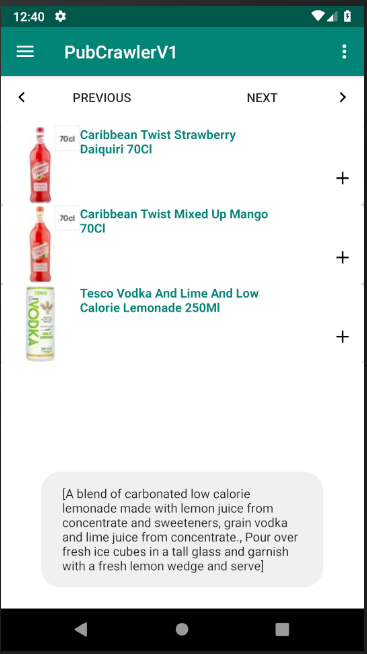 12:40
PubCrawlerV1
PREVIOUS NEXT
70cl
Caribbean Twist Strawberry
Daiquiri 70Cl
70cl
Caribbean Twist Mixed Up Mango
70Cl
VODKA
Tesco Vodka And Lime And Low
Calorie Lemonade 250Ml
[A blend of carbonated low calorie
lemonade made with lemon juice from
concentrate and sweeteners, grain vodka
and lime juice from concentrate., Pour over
fresh ice cubes in a tall glass and garnish
with a fresh lemon wedge and serve]